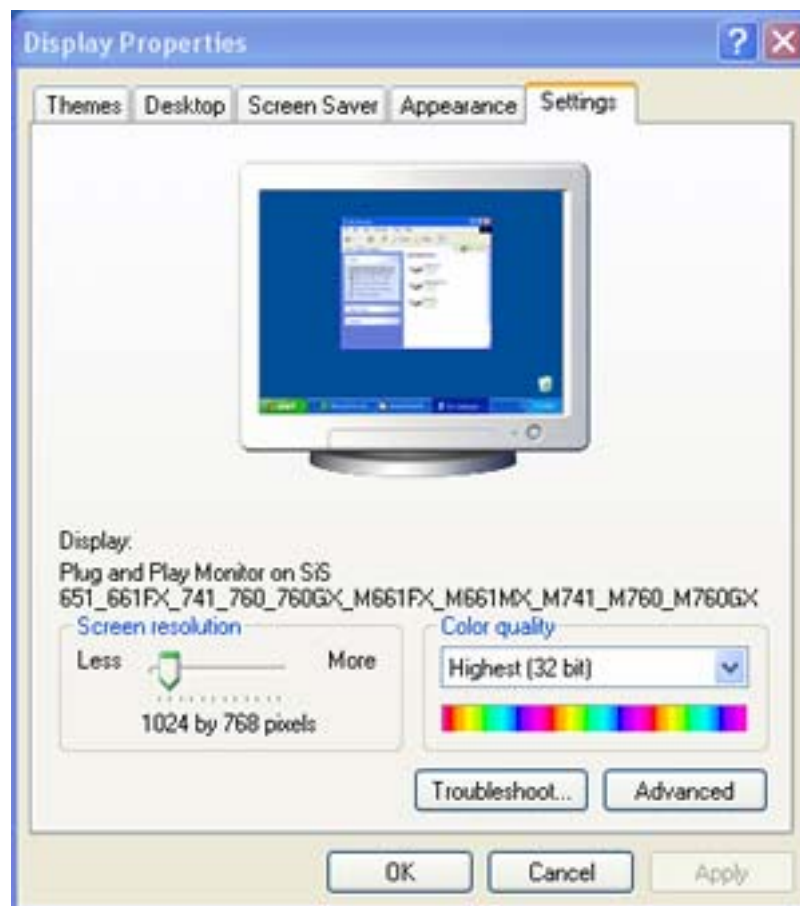 Display Properties
Themes Desktop Screen Saver Appearance Settings
Display:
Plug and Play Monitor on SiS
651_661FX_741_760_760GX_M661FX_M661MX_M741_M760_M760GX
Screen resolution
Less More
1024 by 768 pixels
Color quality
Highest (32 bit)
Troubleshoot... Advanced
OK Cancel Apply